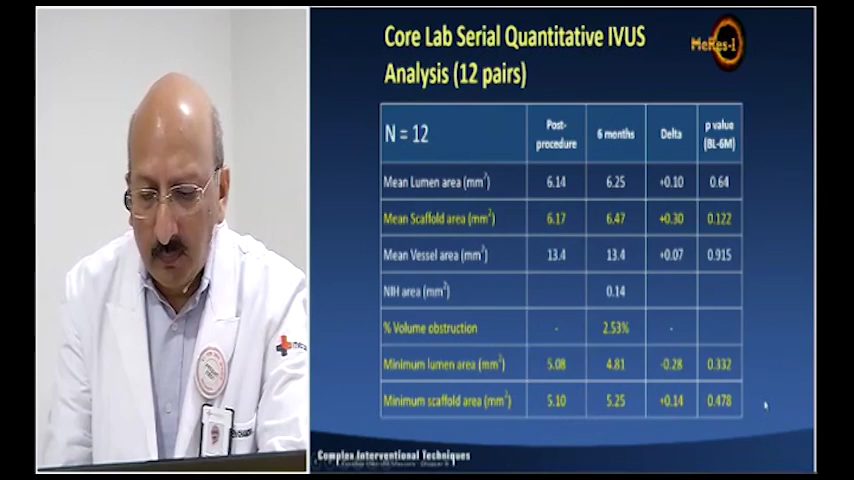 Core Lab Serial Quantitative IVUS
Analysis (12 pairs)
MeRes-1
N = 12 Post-procedure 6 months Delta p value (BL-6M)
Mean Lumen area (mm²) 6.14 6.25 +0.10 0.64
Mean Scaffold area (mm²) 6.17 6.47 +0.30 0.122
Mean Vessel area (mm²) 13.4 13.4 +0.07 0.915
NIH area (mm²) 0.14
% Volume obstruction - 2.53% -
Minimum lumen area (mm²) 5.08 4.81 -0.28 0.332
Minimum scaffold area (mm²) 5.10 5.25 +0.14 0.478
Complex Interventional Techniques